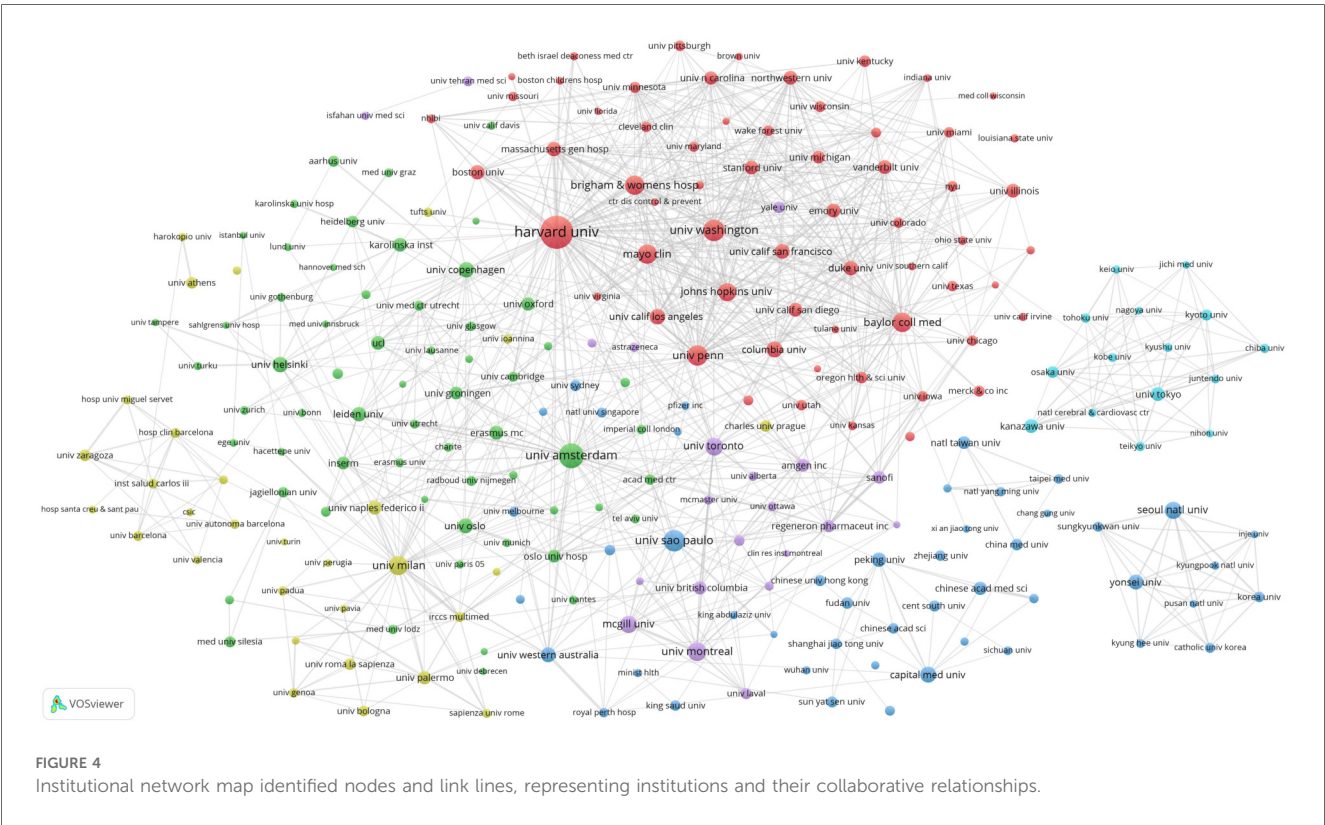 univ pittsburgh
beth israel deaconess med ctr
brown univ
univ kentucky
univ tehran med sci
boston childrens hosp
univ n carolina
northwestern univ
indiana univ
univ minnesota
univ missouri
med coll wisconsin
isfahan univ med sci
nhlbi
univ florida
univ wisconsin
univ calif davis
cleveland clin
wake forest univ
univ miami
louisiana state univ
massachusetts gen hosp
univ maryland
aarhus univ
univ michigan
med univ graz
boston univ
stanford univ
vanderbilt univ
brigham & womens hosp
nyu
univ illinois
karolinska univ hosp
tufts univ
ctr dis control & prevent
yale univ
emory univ
heidelberg univ
univ colorado
harvard univ
univ washington
harokopio univ
istanbul univ
lund univ
karolinska inst
ohio state univ
mayo clin
univ calif san francisco
hannover med sch
univ copenhagen
duke univ
univ southern calif
keio univ
jichi med univ
univ athens
univ texas
univ gothenburg
univ med ctr utrecht
univ oxford
univ virginia
johns hopkins univ
univ calif los angeles
univ calif san diego
univ calif irvine
tohoku univ
nagoya univ
kyoto univ
univ tampere
sahlgrens univ hosp
med univ innsbruck
univ glasgow
baylor coll med
tulane univ
ucl
univ lausanne
univ ioannina
astrazeneca
univ penn
columbia univ
univ chicago
kobe univ
kyushu univ
chiba univ
univ turku
univ helsinki
univ cambridge
univ sydney
oregon hlth & sci univ
osaka univ
juntendo univ
univ groningen
merck & co inc
univ iowa
univ tokyo
hosp univ miguel servet
univ zurich
univ bonn
leiden univ
natl univ singapore
pfizer inc
univ utah
natl cerebral & cardiovasc ctr
univ utrecht
imperial coll london
charles univ prague
univ kansas
kanazawa univ
hosp clin barcelona
ege univ
erasmus mc
nihon univ
hacettepe univ
charite
univ toronto
natl taiwan univ
teikyo univ
univ zaragoza
inserm
erasmus univ
univ amsterdam
amgen inc
inst salud carlos iii
radboud univ nijmegen
acad med ctr
univ alberta
sanofi
taipei med univ
jagiellonian univ
natl yang ming univ
mcmaster univ
hosp santa creu & sant pau
csic
univ naples federico ii
univ melbourne
univ ottawa
chang gung univ
seoul natl univ
univ autonoma barcelona
univ oslo
tel aviv univ
regeneron pharmaceut inc
xi an jiao tong univ
sungkyunkwan univ
univ barcelona
univ turin
univ munich
univ sao paulo
clin res inst montreal
china med univ
inje univ
univ valencia
univ perugia
univ milan
univ paris 05
oslo univ hosp
peking univ
zhejiang univ
kyungpook natl univ
yonsei univ
univ padua
univ british columbia
chinese univ hong kong
chinese acad med sci
korea univ
univ pavia
univ nantes
fudan univ
cent south univ
pusan natl univ
ircss multimed
king abdulaziz univ
med univ lodz
mcgill univ
chinese acad sci
med univ silesia
shanghai jiao tong univ
kyung hee univ
catholic univ korea
univ western australia
univ montreal
sichuan univ
univ roma la sapienza
univ debrecen
minist hlth
wuhan univ
univ palermo
capital med univ
univ genoa
univ laval
VOSviewer
univ bologna
sapienza univ rome
royal perth hosp
king saud univ
sun yat sen univ
FIGURE 4
Institutional network map identified nodes and link lines, representing institutions and their collaborative relationships.